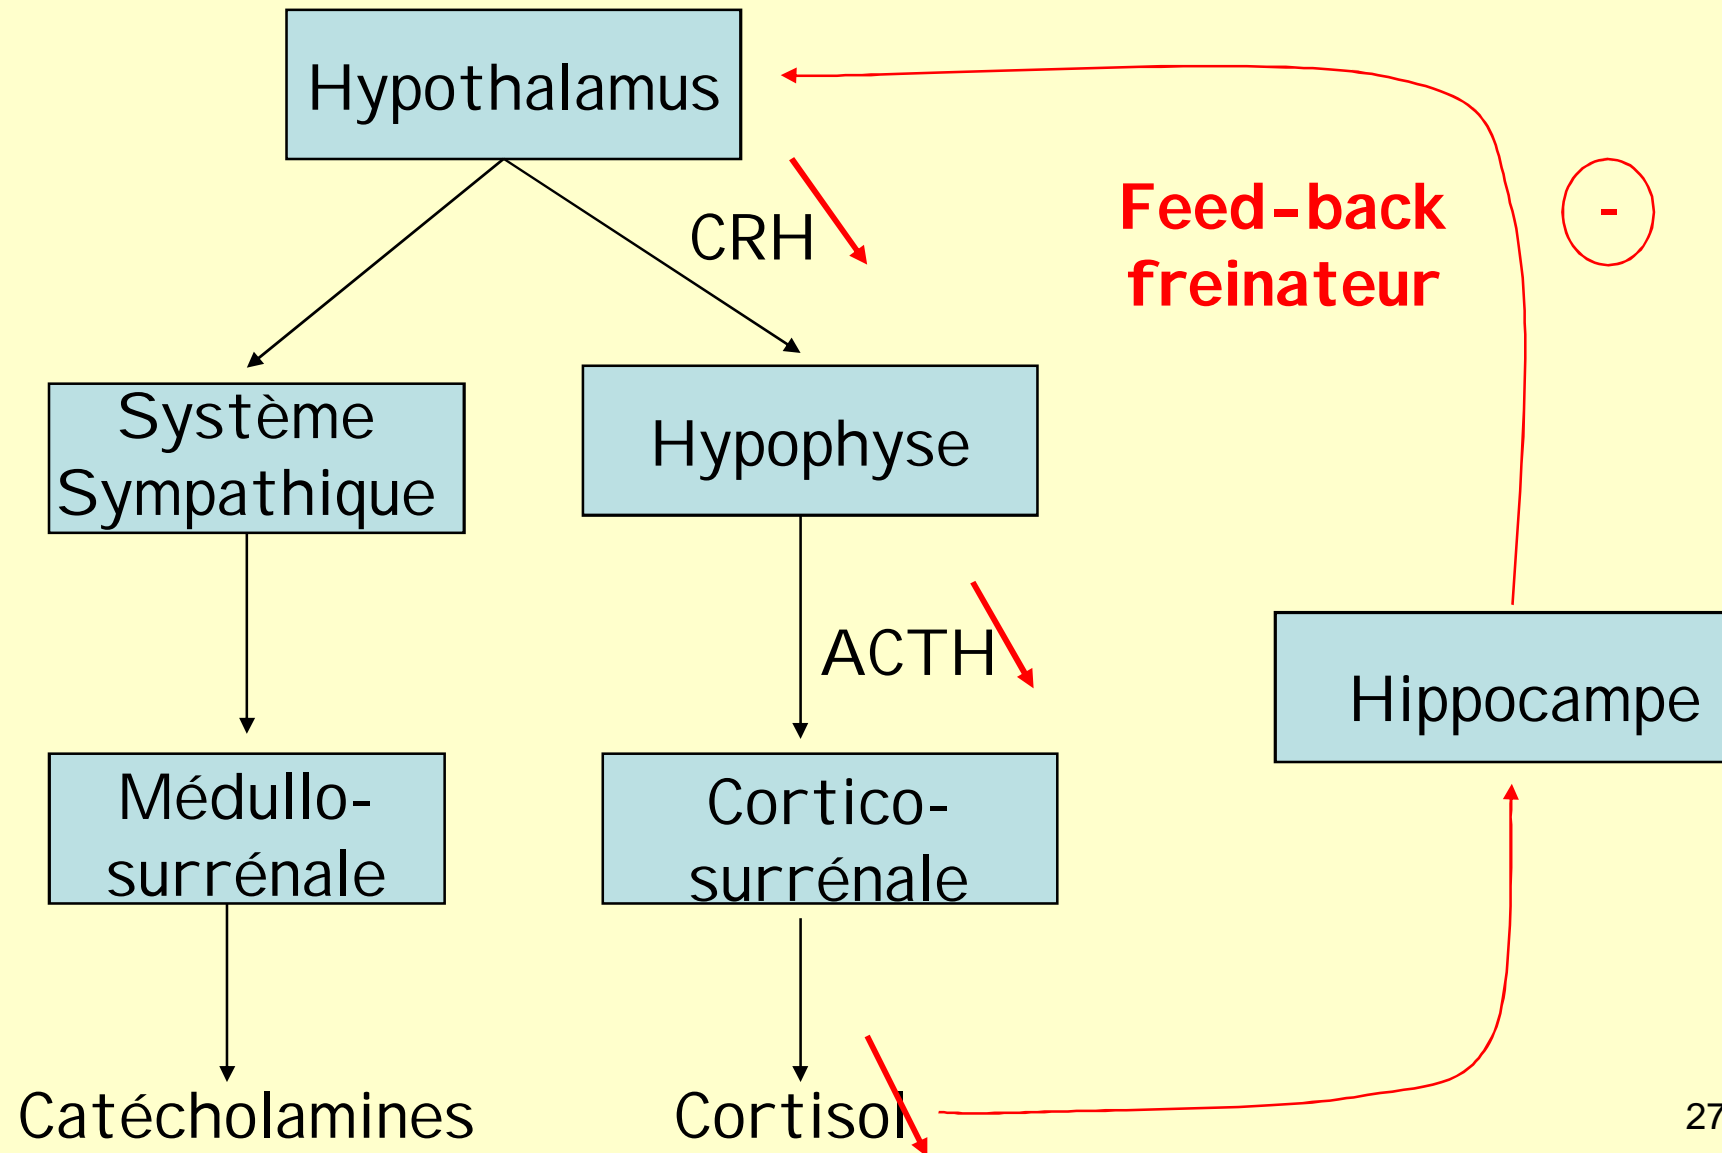 Hypothalamus
CRH
Feed-back
freinateur
-
Système
Sympathique
Hypophyse
ACTH
Hippocampe
Médullo-
surrénale
Cortico-
surrénale
Catécholamines
Cortisol
27